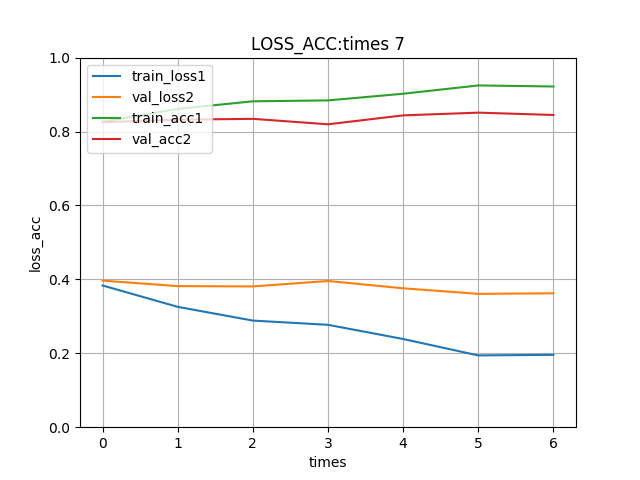 LOSS_ACC:times 7
train_loss1
val_loss2
train_acc1
val_acc2
1.0
0.8
0.6
0.4
0.2
0.0
loss_acc
0 1 2 3 4 5 6
times